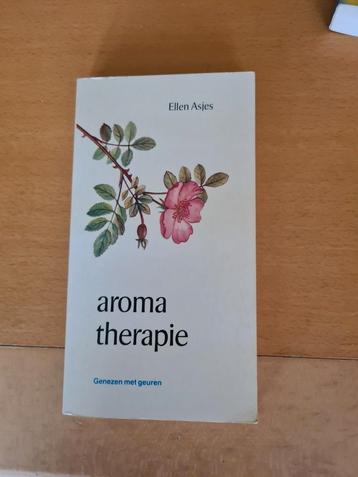 Ellen Asjes
aroma
therapie
Genezen met geuren